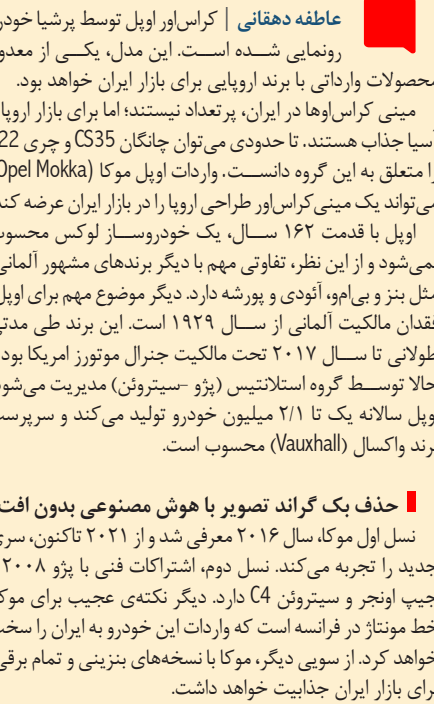 عاطفه دهقانی | کراس‌اور اوپل توسط پرشیا خودرو
رونمایی شده است. این مدل، یکی از معدود
محصولات وارداتی با برند اروپایی برای بازار ایران خواهد بود.
مینی کراس‌اوها در ایران، پرتعداد نیستند؛ اما برای بازار اروپا
آسیا جذاب هستند. تا حدودی می‌توان چانگان CS35 و چری 22
را متعلق به این گروه دانست. واردات اوپل موکا (Opel Mokka)
می‌تواند یک مینی‌کراس‌اور طراحی اروپا را در بازار ایران عرضه کند
اوپل با قدمت ۱۶۲ سال، یک خودروساز لوکس محسوب
نمی‌شود و از این نظر، تفاوتی مهم با دیگر برندهای مشهور آلمانی
مثل بنز و بی‌ام‌و، آئودی و پورشه دارد. دیگر موضوع مهم برای اوپل
فقدان مالکیت آلمانی از سال ۱۹۲۹ است. این برند طی مدتی
طولانی تا سال ۲۰۱۷ تحت مالکیت جنرال موتورز امریکا بود
حالا توسط گروه استلانتیس (پژو -سیتروئن) مدیریت می‌شود
اوپل سالانه یک تا ۲/۱ میلیون خودرو تولید می‌کند و سرپرست
برند واکسال (Vauxhall) محسوب است.
حذف بک گراند تصویر با هوش مصنوعی بدون افت
نسل اول موکا، سال ۲۰۱۶ معرفی شد و از ۲۰۲۱ تاکنون، سری
جدید را تجربه می‌کند. نسل دوم، اشتراکات فنی با پژو ۲۰۰۸
جیپ اونجر و سیتروئن C4 دارد. دیگر نکته‌ی عجیب برای موکا
خط مونتاژ در فرانسه است که واردات این خودرو به ایران را سخت
خواهد کرد. از سویی دیگر، موکا با نسخه‌های بنزینی و تمام برقی
برای بازار ایران جذابیت خواهد داشت.